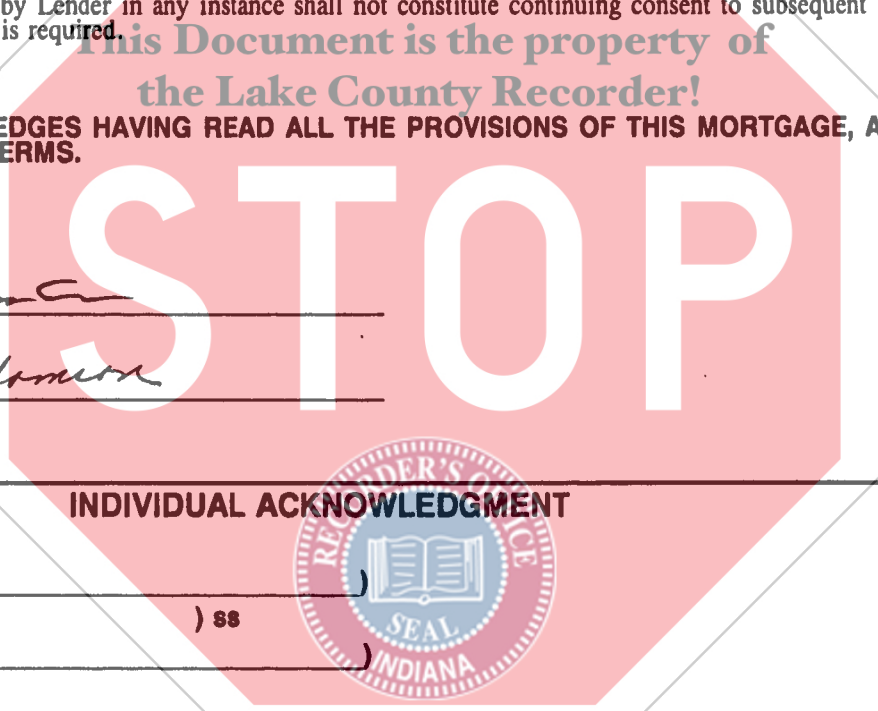 by Lender in any instance shall not constitute continuing consent to subsequent
is required.
This Document is the property of
the Lake County Recorder!
EDGES HAVING READ ALL THE PROVISIONS OF THIS MORTGAGE, A
ERMS.
STOP
INDIVIDUAL ACKNOWLEDGMENT
RECORDER'S OFFICE
)
) ss
SEAL
)
INDIANA